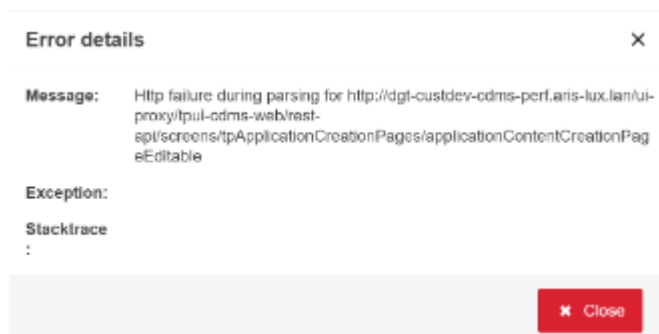 Error details
Message: Http failure during parsing for http://dgt-custdev-cdms-perf.aris-lux.lan/ui-
proxy/tpui-cdms-web/rest-
api/screens/tpApplicationCreationPages/applicationContentCreationPag
eEditable
Exception:
Stacktrace
:
✖ Close